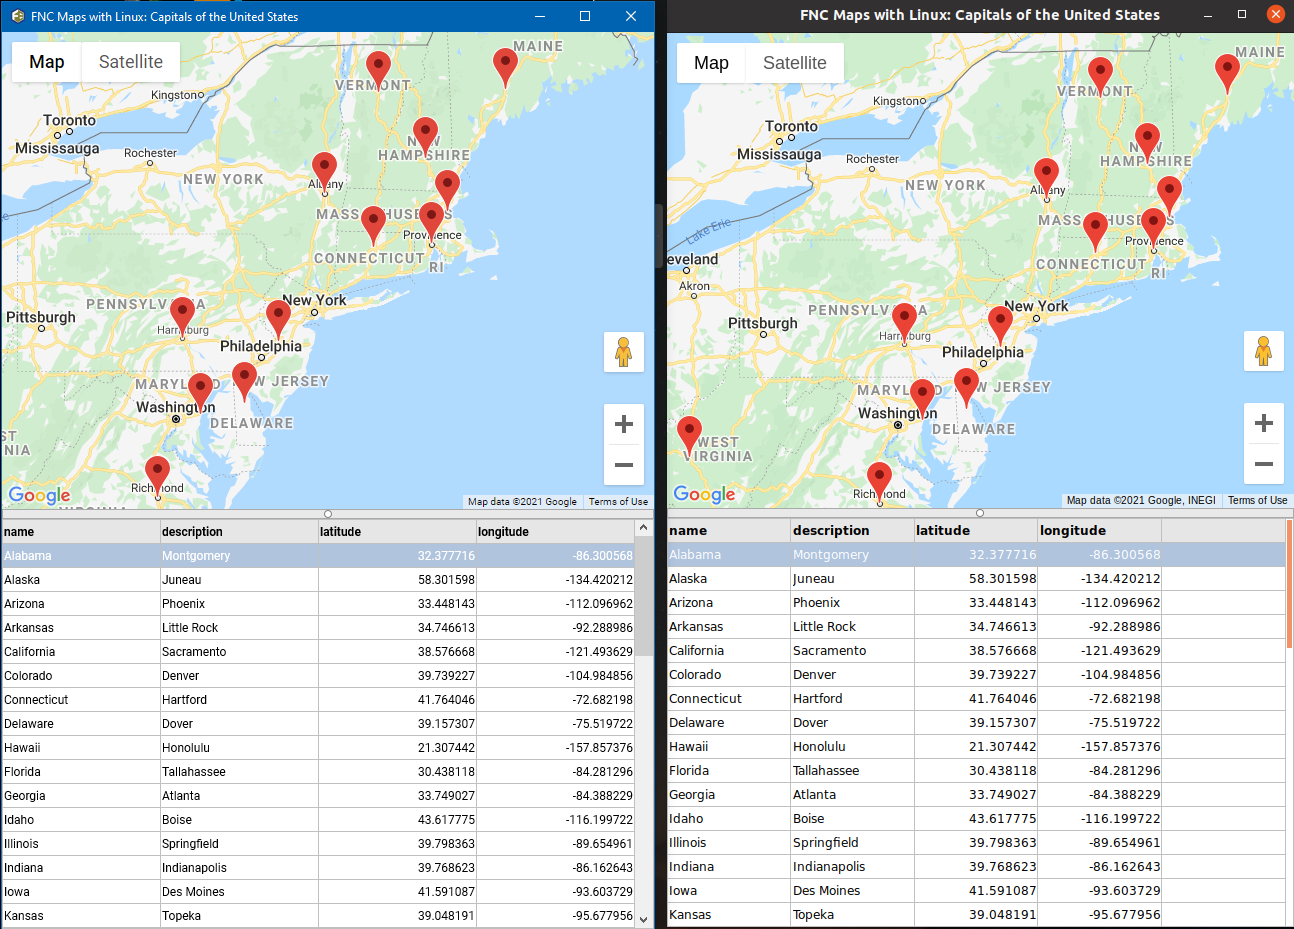 FNC Maps with Linux: Capitals of the United States
Map Satellite
MAINE
VERMONT
Kingston
Toronto
Mississauga
Rochester
NEW HAMPSHIRE
NEW YORK
Albany
MASSACHUSETTS
Providence
CONNECTICUT
RI
PENNSYLVANIA
New York
Pittsburgh
Harrisburg
Philadelphia
MARYLAND
NEW JERSEY
Washington
DELAWARE
ST
NIA
Richmond
VIRGINIA
Google
Map data ©2021 Google Terms of Use
name description latitude longitude
Alabama Montgomery 32.377716 -86.300568
Alaska Juneau 58.301598 -134.420212
Arizona Phoenix 33.448143 -112.096962
Arkansas Little Rock 34.746613 -92.288986
California Sacramento 38.576668 -121.493629
Colorado Denver 39.739227 -104.984856
Connecticut Hartford 41.764046 -72.682198
Delaware Dover 39.157307 -75.519722
Hawaii Honolulu 21.307442 -157.857376
Florida Tallahassee 30.438118 -84.281296
Georgia Atlanta 33.749027 -84.388229
Idaho Boise 43.617775 -116.199722
Illinois Springfield 39.798363 -89.654961
Indiana Indianapolis 39.768623 -86.162643
Iowa Des Moines 41.591087 -93.603729
Kansas Topeka 39.048191 -95.677956
FNC Maps with Linux: Capitals of the United States
Map Satellite
MAINE
VERMONT
Kingston
Toronto
Mississauga
Rochester
NEW HAMPSHIRE
NEW YORK
Albany
MASSACHUSETTS
Lake Erie
Providence
eveland
CONNECTICUT
RI
Akron
PENNSYLVANIA
New York
Pittsburgh
Harrisburg
Philadelphia
MARYLAND
NEW JERSEY
Washington
DELAWARE
WEST
VIRGINIA
Richmond
Google
Map data ©2021 Google, INEGI Terms of Use
name description latitude longitude
Alabama Montgomery 32.377716 -86.300568
Alaska Juneau 58.301598 -134.420212
Arizona Phoenix 33.448143 -112.096962
Arkansas Little Rock 34.746613 -92.288986
California Sacramento 38.576668 -121.493629
Colorado Denver 39.739227 -104.984856
Connecticut Hartford 41.764046 -72.682198
Delaware Dover 39.157307 -75.519722
Hawaii Honolulu 21.307442 -157.857376
Florida Tallahassee 30.438118 -84.281296
Georgia Atlanta 33.749027 -84.388229
Idaho Boise 43.617775 -116.199722
Illinois Springfield 39.798363 -89.654961
Indiana Indianapolis 39.768623 -86.162643
Iowa Des Moines 41.591087 -93.603729
Kansas Topeka 39.048191 -95.677956